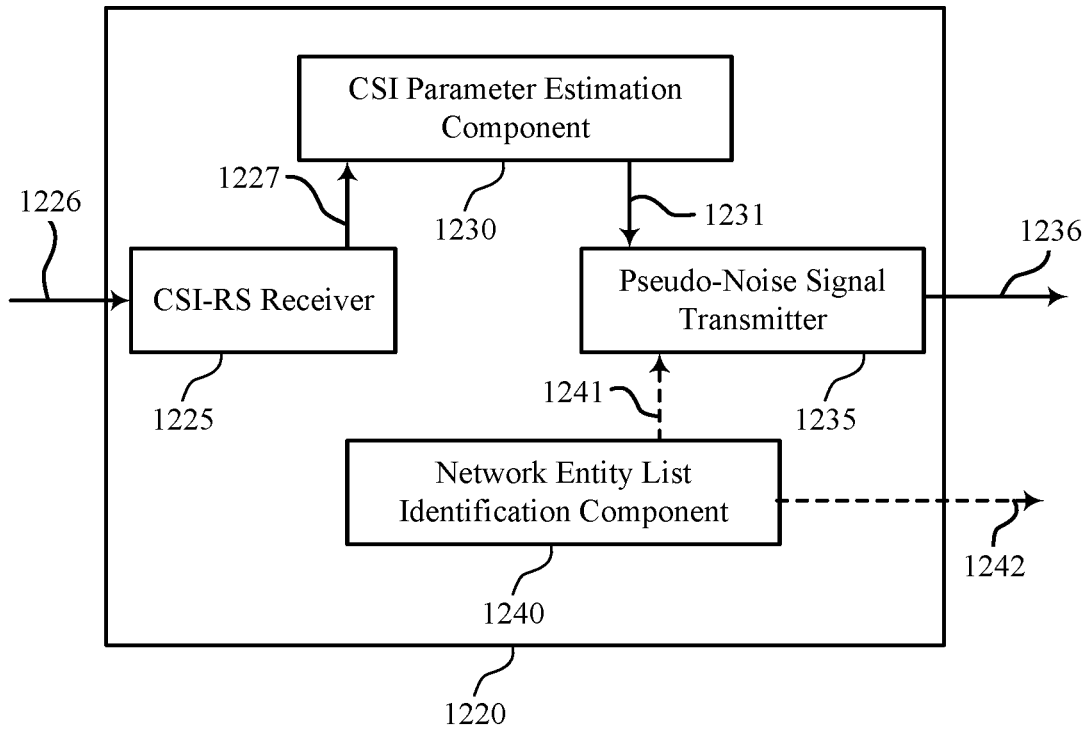 CSI Parameter Estimation
Component
1227
1226
1230
1231
1236
CSI-RS Receiver
Pseudo-Noise Signal
Transmitter
1241
1225
1235
Network Entity List
Identification Component
1242
1240
1220